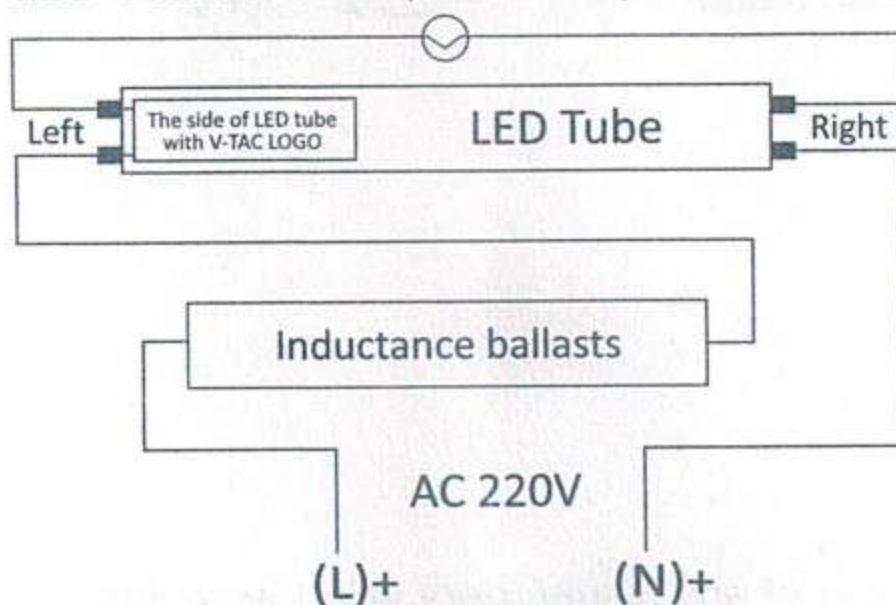 Left
The side of LED tube
with V-TAC LOGO
LED Tube
Right
Inductance ballasts
AC 220V
(L)+
(N)+